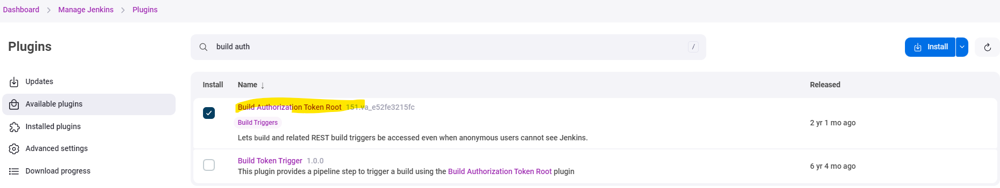 Dashboard > Manage Jenkins > Plugins
Plugins
build auth
/
Install
Updates
Available plugins
Installed plugins
Advanced settings
Download progress
Install Name ↓ Released
Build Authorization Token Root 151.va_e52fe3215fc
Build Triggers
2 yr 1 mo ago
Lets build and related REST build triggers be accessed even when anonymous users cannot see Jenkins.
Build Token Trigger 1.0.0
6 yr 4 mo ago
This plugin provides a pipeline step to trigger a build using the Build Authorization Token Root plugin